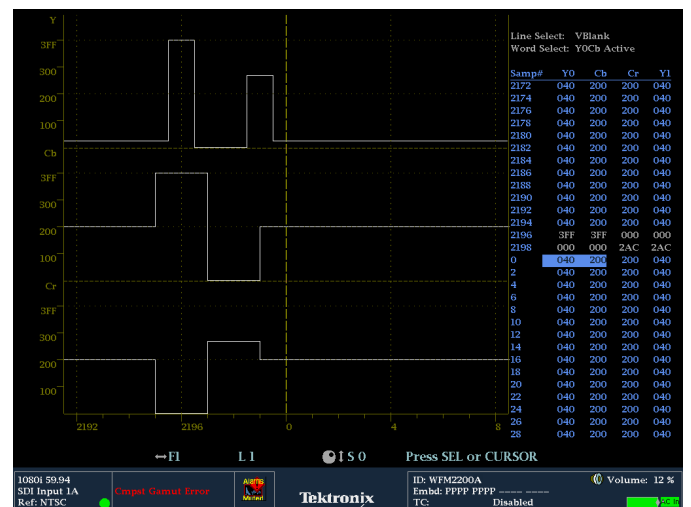 Y
3FF
300
200
100
Cb
3FF
300
200
100
Cr
3FF
300
200
100
2192 2196 0 4 8
Line Select: VBlank
Word Select: Y0Cb Active
Samp# Y0 Cb Cr Y1
2172 040 200 200 040
2174 040 200 200 040
2176 040 200 200 040
2178 040 200 200 040
2180 040 200 200 040
2182 040 200 200 040
2184 040 200 200 040
2186 040 200 200 040
2188 040 200 200 040
2190 040 200 200 040
2192 040 200 200 040
2194 040 200 200 040
2196 3FF 3FF 000 000
2198 000 000 2AC 2AC
0 040 200 200 040
2 040 200 200 040
4 040 200 200 040
6 040 200 200 040
8 040 200 200 040
10 040 200 200 040
12 040 200 200 040
14 040 200 200 040
16 040 200 200 040
18 040 200 200 040
20 040 200 200 040
22 040 200 200 040
24 040 200 200 040
26 040 200 200 040
28 040 200 200 040
↔F1 L 1 ↕ S 0 Press SEL or CURSOR
1080i 59.94
SDI Input 1A
Ref: NTSC
Cmpst Gamut Error
Alarms
Muted
Tektronix
ID: WFM2200A
Embd: PPPP PPPP ---- ----
TC: Disabled
Volume: 12 %
Ac in